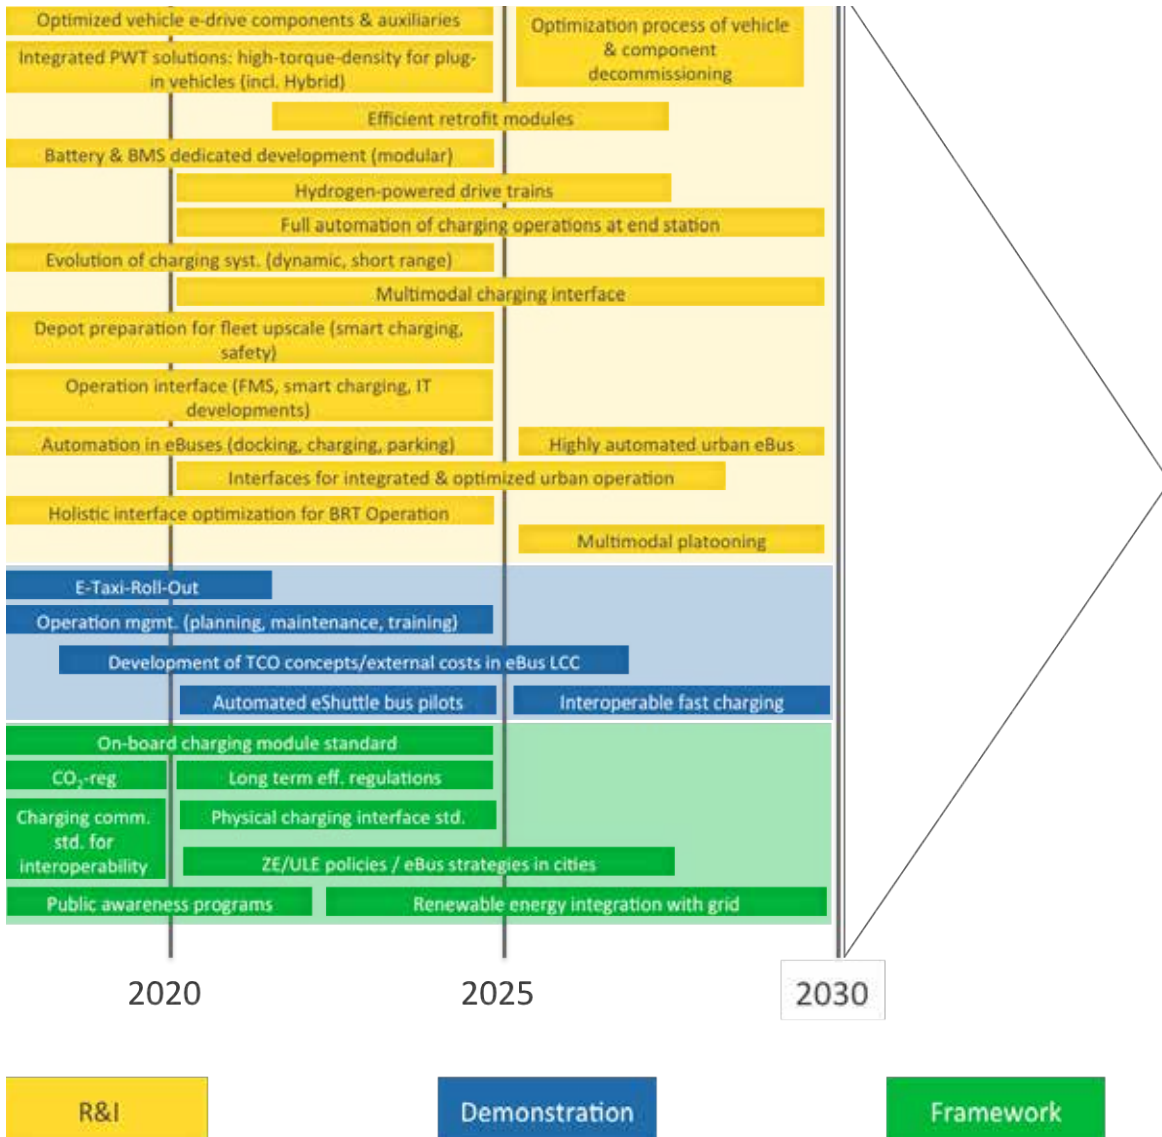 Optimized vehicle e-drive components & auxiliaries
Optimization process of vehicle
& component
decommissioning
Integrated PWT solutions: high-torque-density for plug-
in vehicles (incl. Hybrid)
Efficient retrofit modules
Battery & BMS dedicated development (modular)
Hydrogen-powered drive trains
Full automation of charging operations at end station
Evolution of charging syst. (dynamic, short range)
Multimodal charging interface
Depot preparation for fleet upscale (smart charging,
safety)
Operation interface (FMS, smart charging, IT
developments)
Automation in eBuses (docking, charging, parking)
Highly automated urban eBus
Interfaces for integrated & optimized urban operation
Holistic interface optimization for BRT Operation
Multimodal platooning
E-Taxi-Roll-Out
Operation mgmt. (planning, maintenance, training)
Development of TCO concepts/external costs in eBus LCC
Automated eShuttle bus pilots
Interoperable fast charging
On-board charging module standard
CO₂-reg
Long term eff. regulations
Charging comm.
std. for
interoperability
Physical charging interface std.
ZE/ULE policies / eBus strategies in cities
Public awareness programs
Renewable energy integration with grid
2020
2025
2030
R&I
Demonstration
Framework